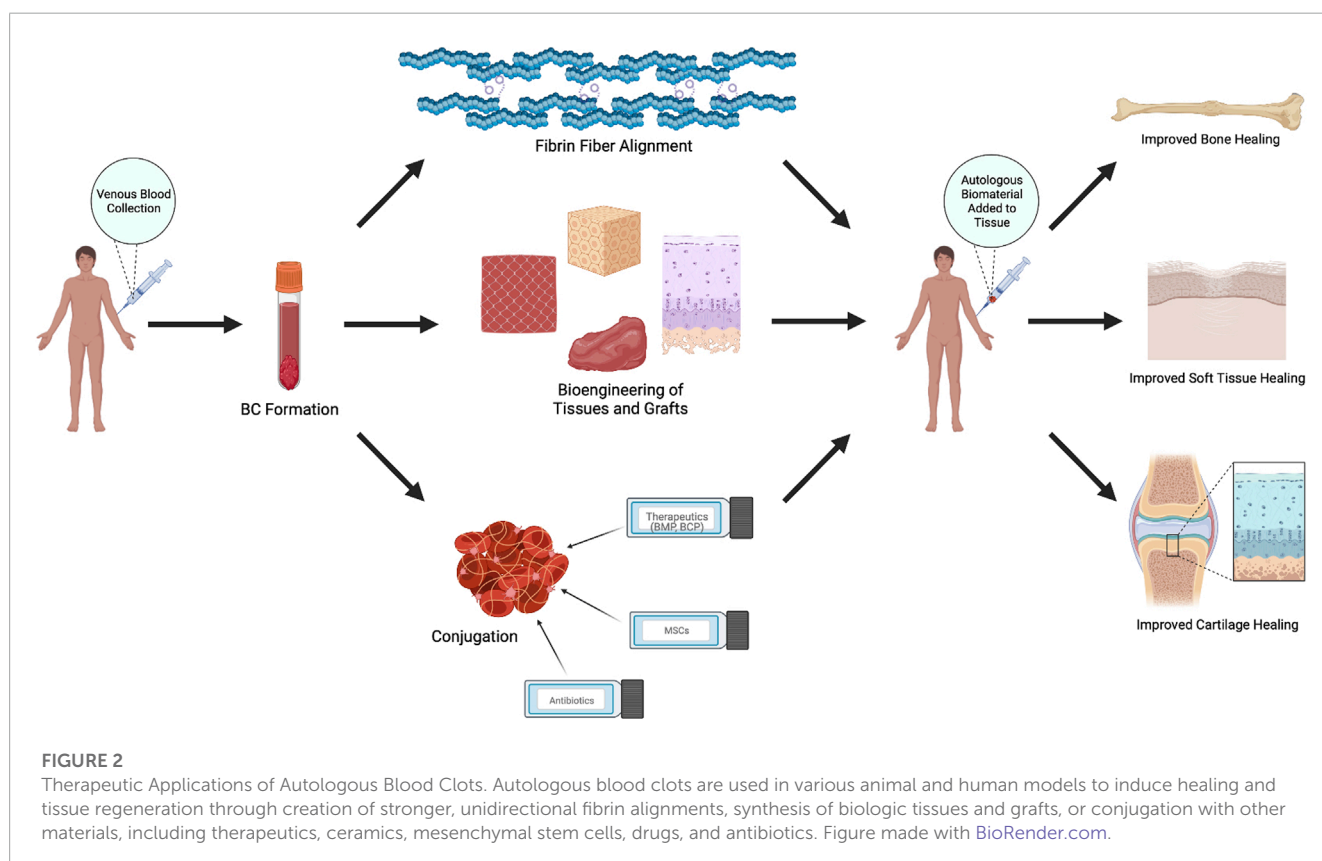 Fibrin Fiber Alignment
Venous Blood
Collection
BC Formation
Bioengineering of
Tissues and Grafts
Conjugation
Therapeutics
(BMP, BCP)
MSCs
Antibiotics
Autologous
Biomaterial
Added to
Tissue
Improved Bone Healing
Improved Soft Tissue Healing
Improved Cartilage Healing
FIGURE 2
Therapeutic Applications of Autologous Blood Clots. Autologous blood clots are used in various animal and human models to induce healing and
tissue regeneration through creation of stronger, unidirectional fibrin alignments, synthesis of biologic tissues and grafts, or conjugation with other
materials, including therapeutics, ceramics, mesenchymal stem cells, drugs, and antibiotics. Figure made with BioRender.com.